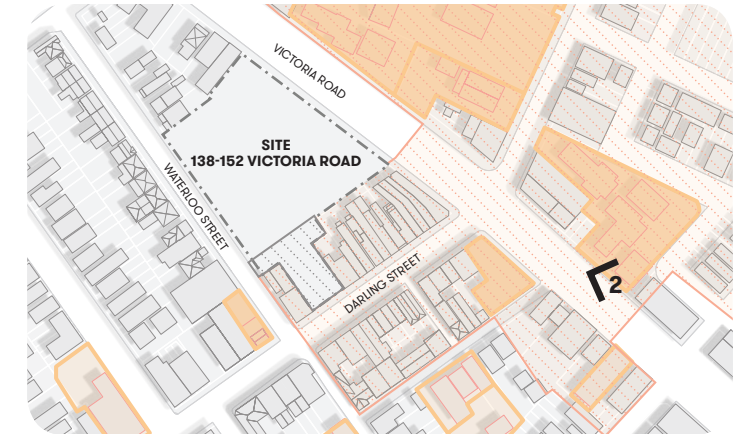 VICTORIA ROAD
SITE
138-152 VICTORIA ROAD
WATERLOO STREET
DARLING STREET
2